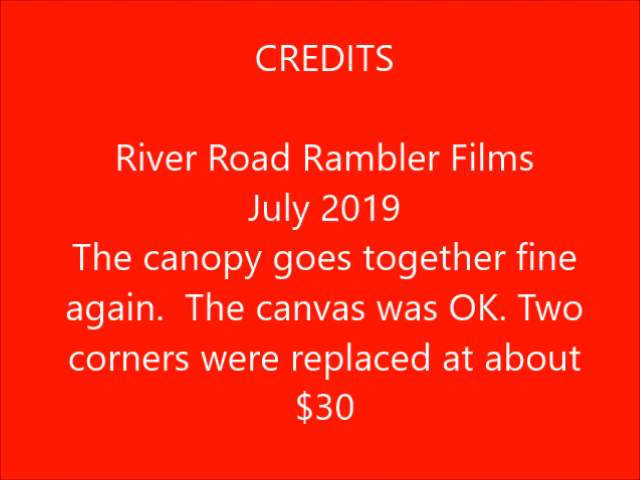 CREDITS
River Road Rambler Films
July 2019
The canopy goes together fine
again.  The canvas was OK. Two
corners were replaced at about
$30